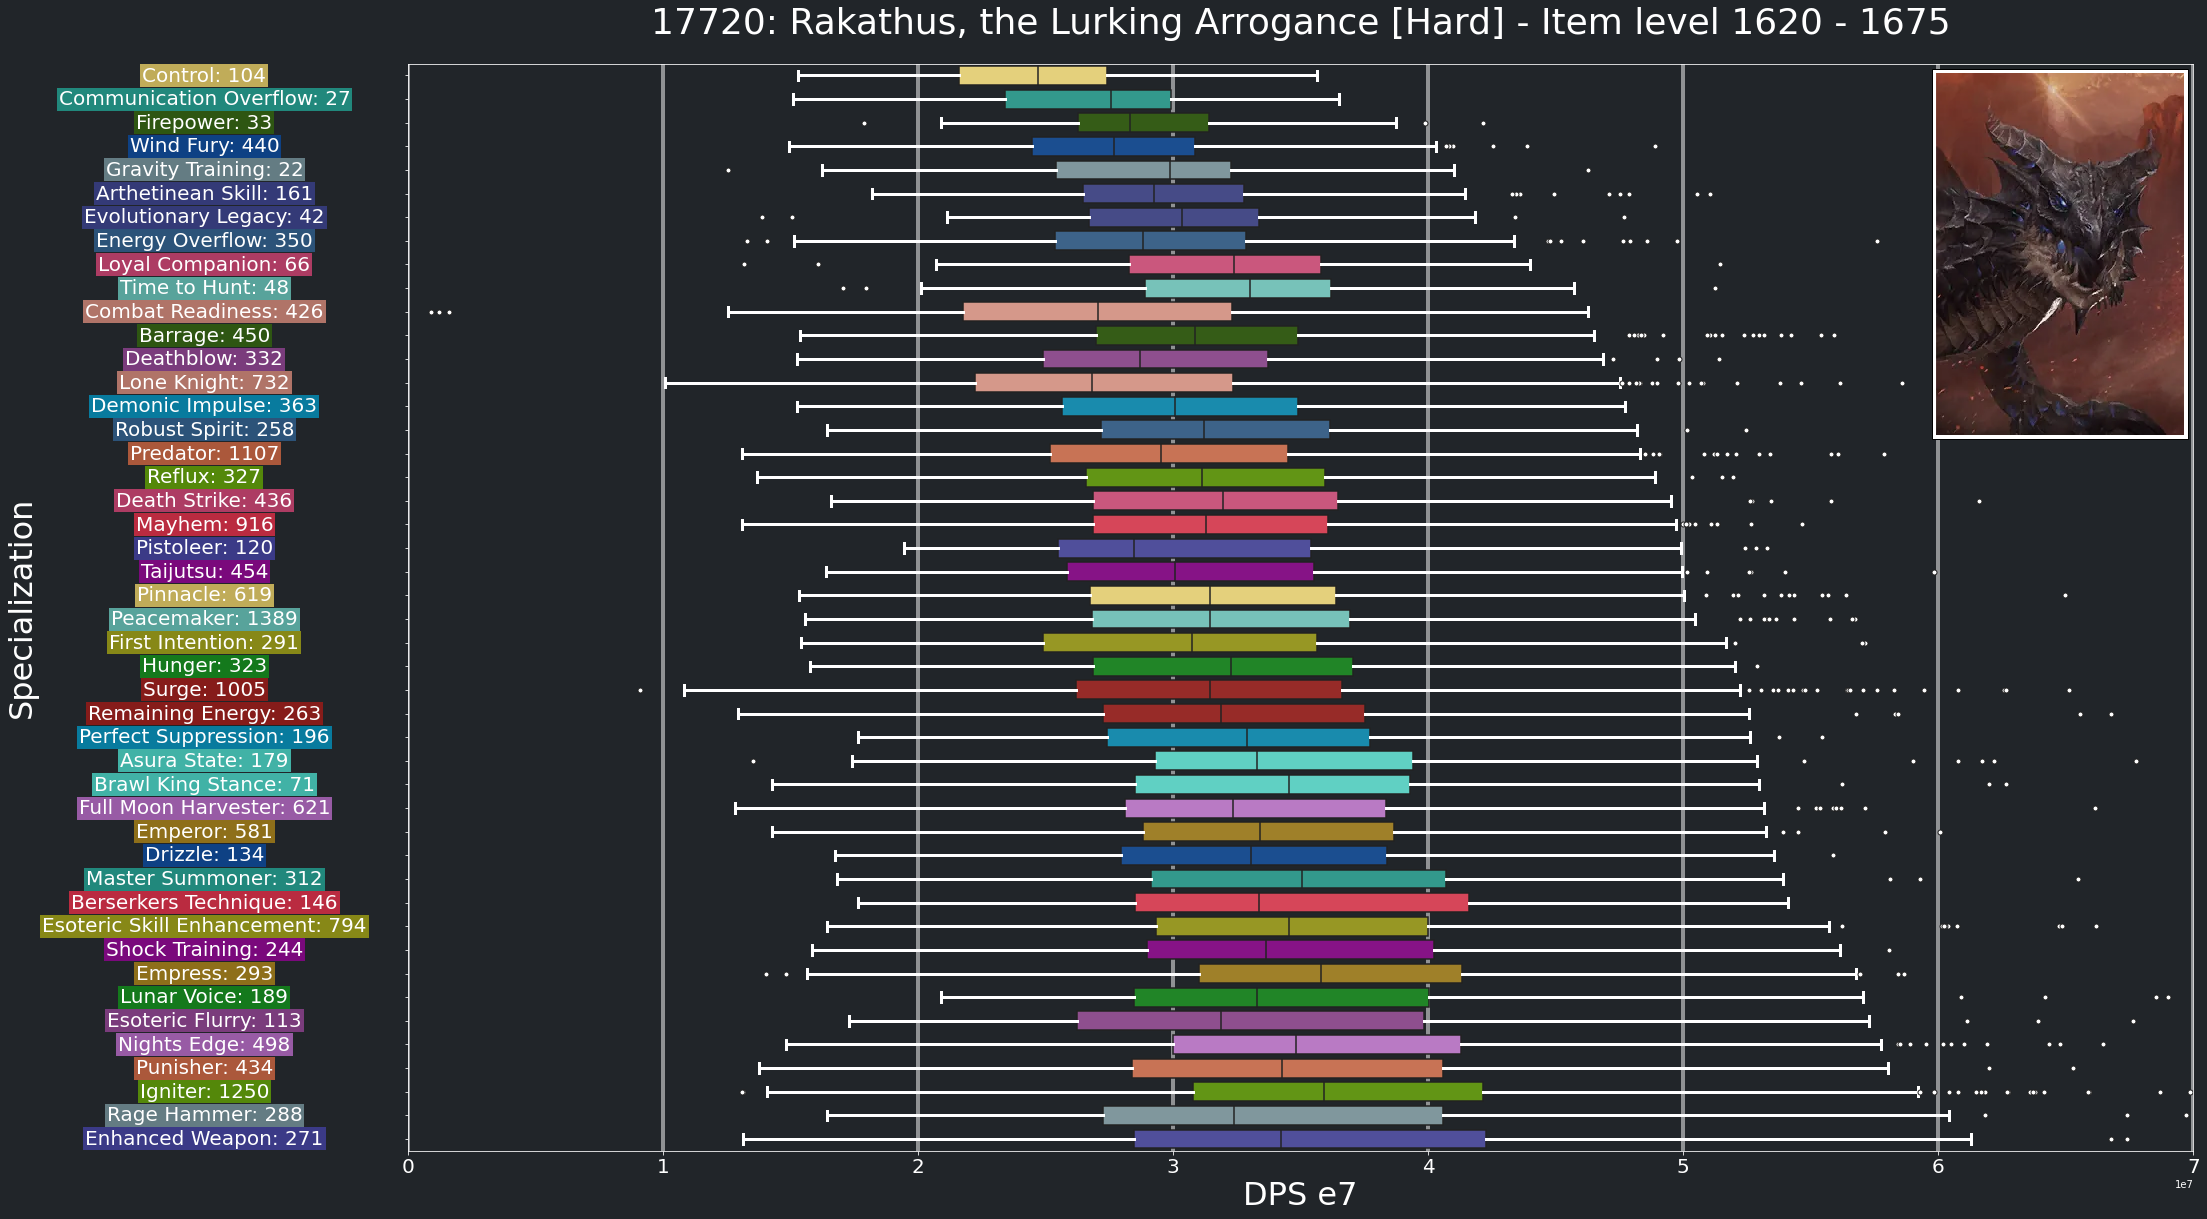 17720: Rakathus, the Lurking Arrogance [Hard] - Item level 1620 - 1675
Specialization
Control: 104
Communication Overflow: 27
Firepower: 33
Wind Fury: 440
Gravity Training: 22
Arthetinean Skill: 161
Evolutionary Legacy: 42
Energy Overflow: 350
Loyal Companion: 66
Time to Hunt: 48
Combat Readiness: 426
Barrage: 450
Deathblow: 332
Lone Knight: 732
Demonic Impulse: 363
Robust Spirit: 258
Predator: 1107
Reflux: 327
Death Strike: 436
Mayhem: 916
Pistoleer: 120
Taijutsu: 454
Pinnacle: 619
Peacemaker: 1389
First Intention: 291
Hunger: 323
Surge: 1005
Remaining Energy: 263
Perfect Suppression: 196
Asura State: 179
Brawl King Stance: 71
Full Moon Harvester: 621
Emperor: 581
Drizzle: 134
Master Summoner: 312
Berserkers Technique: 146
Esoteric Skill Enhancement: 794
Shock Training: 244
Empress: 293
Lunar Voice: 189
Esoteric Flurry: 113
Nights Edge: 498
Punisher: 434
Igniter: 1250
Rage Hammer: 288
Enhanced Weapon: 271
0 1 2 3 4 5 6 7
DPS e7
1e7